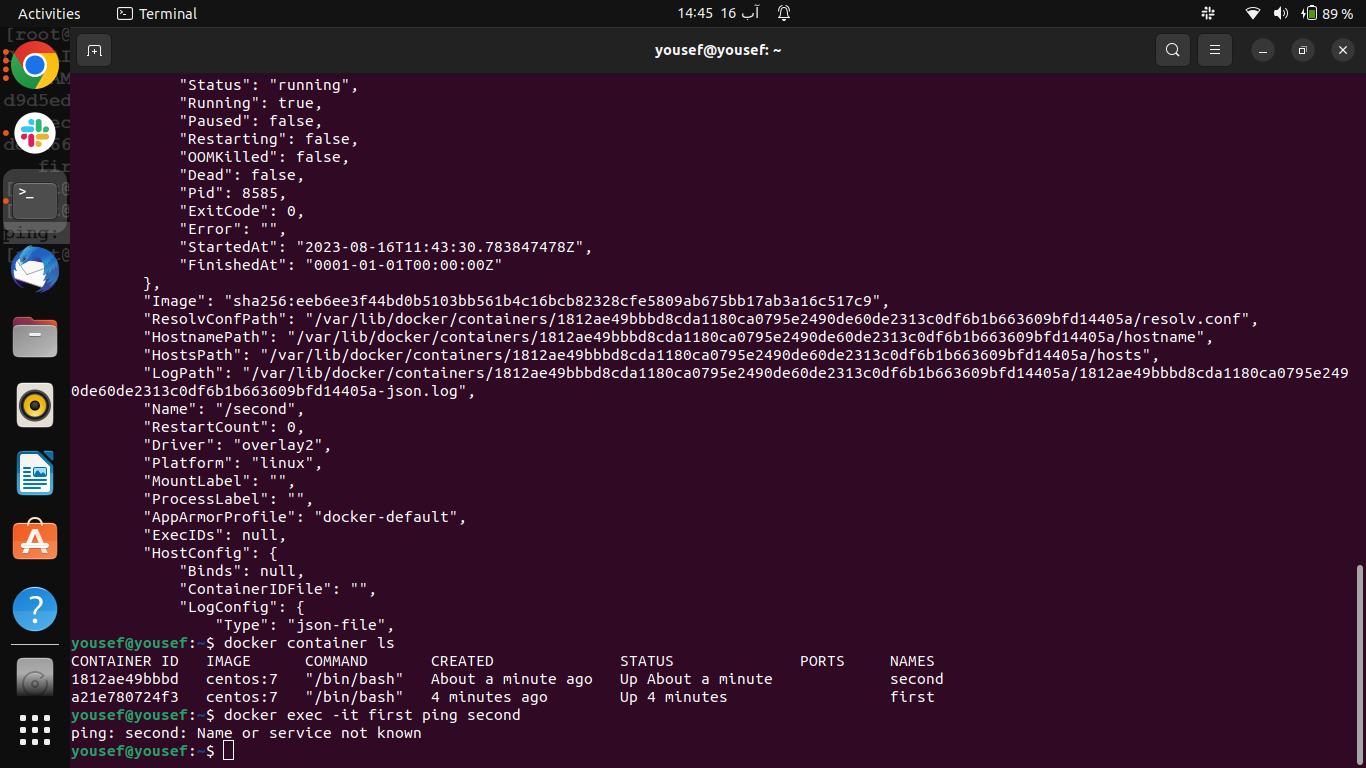 Activities
Terminal
14:45 16 آب
89 %
yousef@yousef: ~
"Status": "running",
"Running": true,
"Paused": false,
"Restarting": false,
"OOMKilled": false,
"Dead": false,
"Pid": 8585,
"ExitCode": 0,
"Error": "",
"StartedAt": "2023-08-16T11:43:30.783847478Z",
"FinishedAt": "0001-01-01T00:00:00Z"
},
"Image": "sha256:eeb6ee3f44bd0b5103bb561b4c16bcb82328cfe5809ab675bb17ab3a16c517c9",
"ResolvConfPath": "/var/lib/docker/containers/1812ae49bbbd8cda1180ca0795e2490de60de2313c0df6b1b663609bfd14405a/resolv.conf",
"HostnamePath": "/var/lib/docker/containers/1812ae49bbbd8cda1180ca0795e2490de60de2313c0df6b1b663609bfd14405a/hostname",
"HostsPath": "/var/lib/docker/containers/1812ae49bbbd8cda1180ca0795e2490de60de2313c0df6b1b663609bfd14405a/hosts",
"LogPath": "/var/lib/docker/containers/1812ae49bbbd8cda1180ca0795e2490de60de2313c0df6b1b663609bfd14405a/1812ae49bbbd8cda1180ca0795e249
0de60de2313c0df6b1b663609bfd14405a-json.log",
"Name": "/second",
"RestartCount": 0,
"Driver": "overlay2",
"Platform": "linux",
"MountLabel": "",
"ProcessLabel": "",
"AppArmorProfile": "docker-default",
"ExecIDs": null,
"HostConfig": {
"Binds": null,
"ContainerIDFile": "",
"LogConfig": {
"Type": "json-file",
yousef@yousef:~$ docker container ls
CONTAINER ID IMAGE COMMAND CREATED STATUS PORTS NAMES
1812ae49bbbd centos:7 "/bin/bash" About a minute ago Up About a minute second
a21e780724f3 centos:7 "/bin/bash" 4 minutes ago Up 4 minutes first
yousef@yousef:~$ docker exec -it first ping second
ping: second: Name or service not known
yousef@yousef:~$